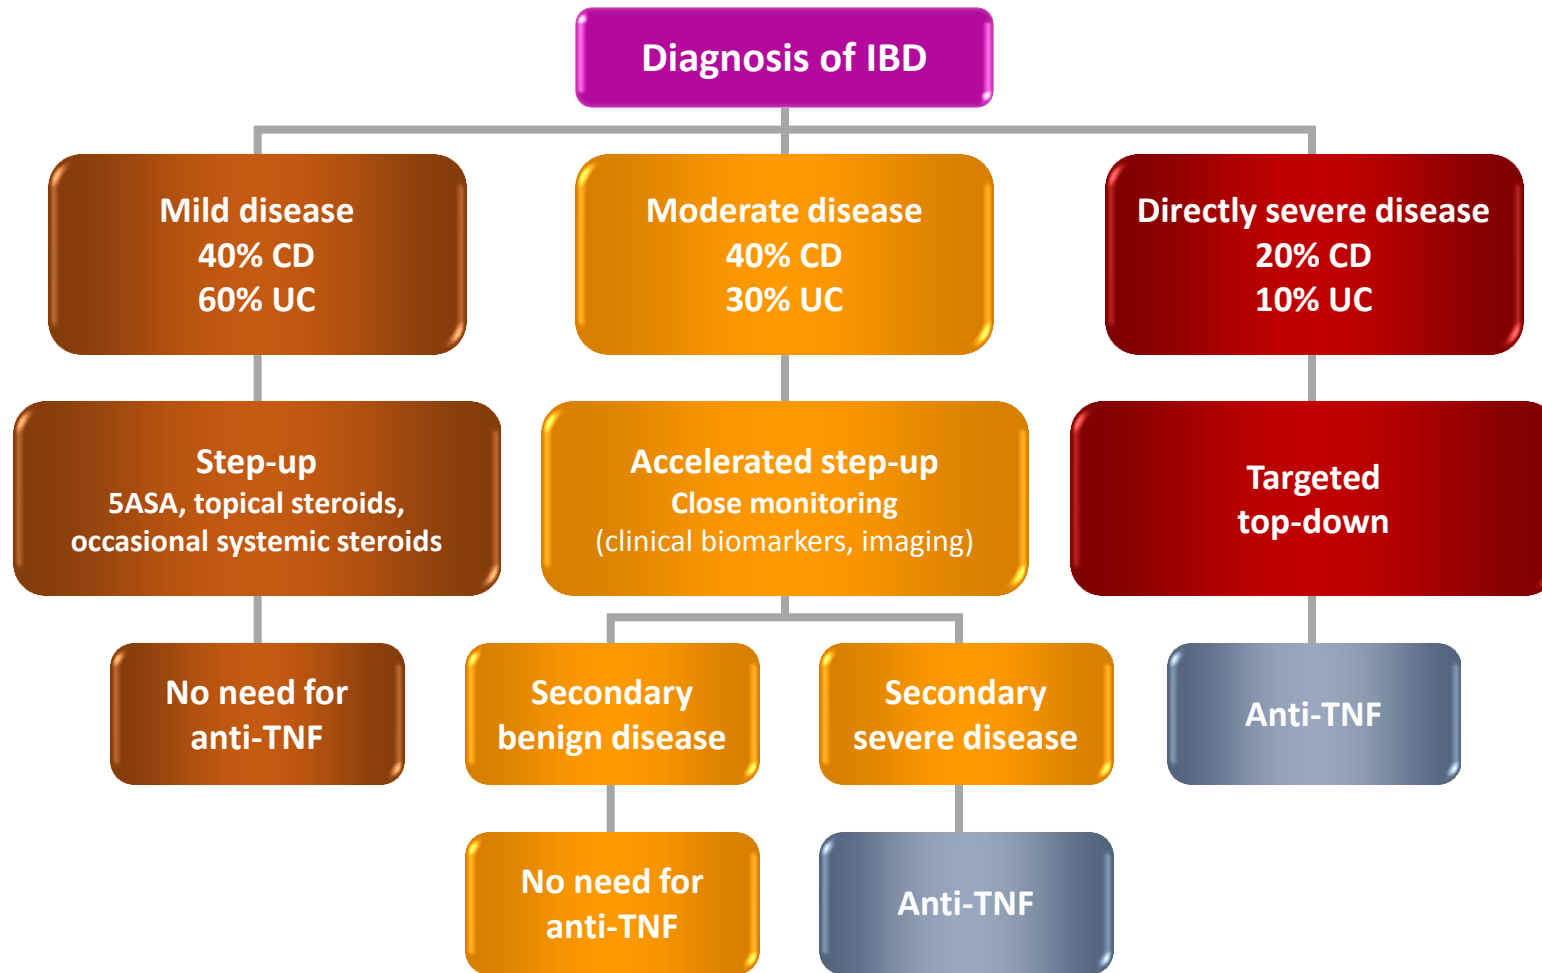 Diagnosis of IBD
Mild disease
40% CD
60% UC
Moderate disease
40% CD
30% UC
Directly severe disease
20% CD
10% UC
Step-up
5ASA, topical steroids,
occasional systemic steroids
Accelerated step-up
Close monitoring
(clinical biomarkers, imaging)
Targeted
top-down
No need for
anti-TNF
Secondary
benign disease
Secondary
severe disease
Anti-TNF
No need for
anti-TNF
Anti-TNF